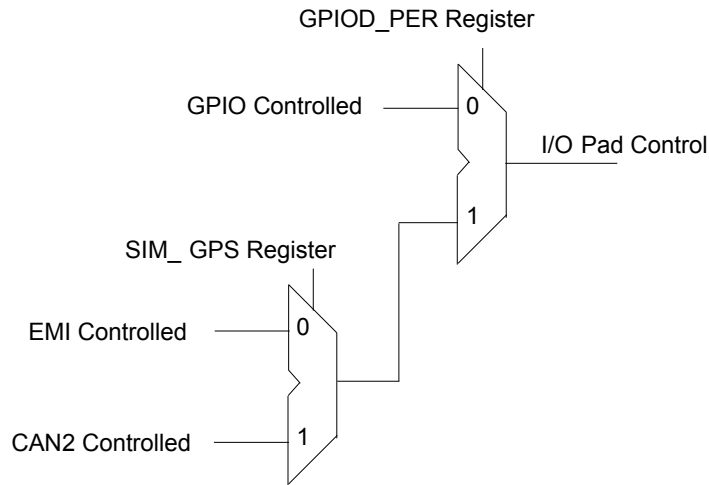 GPIOD_PER Register
GPIO Controlled
0
I/O Pad Control
1
SIM_ GPS Register
EMI Controlled
0
CAN2 Controlled
1